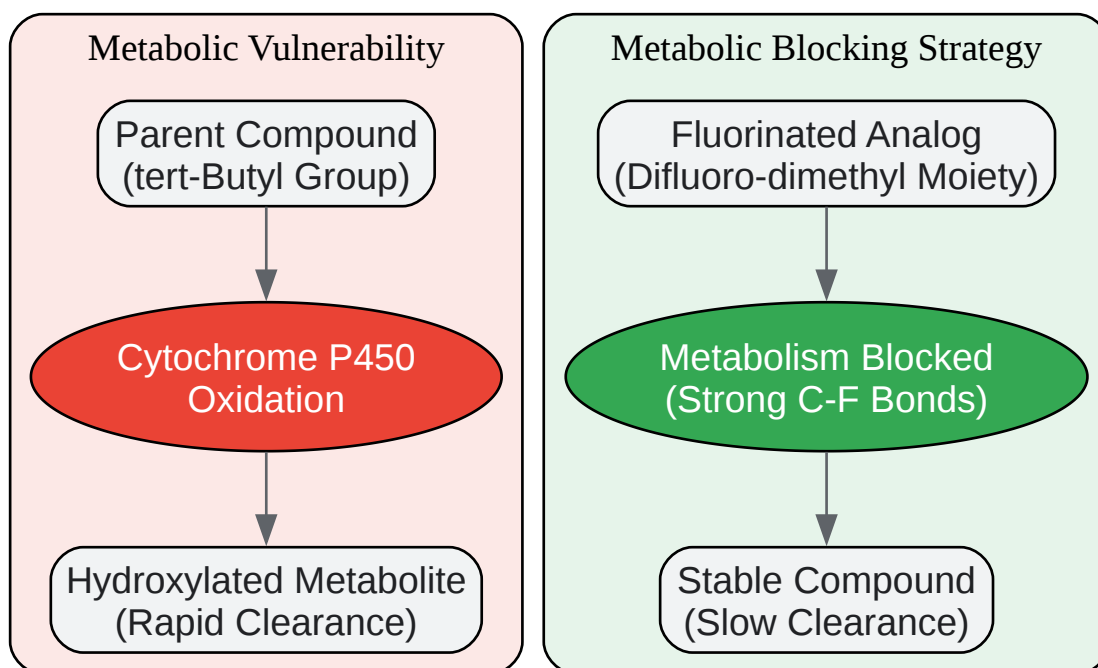 Metabolic Vulnerability
Parent Compound
(tert-Butyl Group)
Cytochrome P450
Oxidation
Hydroxylated Metabolite
(Rapid Clearance)
Metabolic Blocking Strategy
Fluorinated Analog
(Difluoro-dimethyl Moiety)
Metabolism Blocked
(Strong C-F Bonds)
Stable Compound
(Slow Clearance)